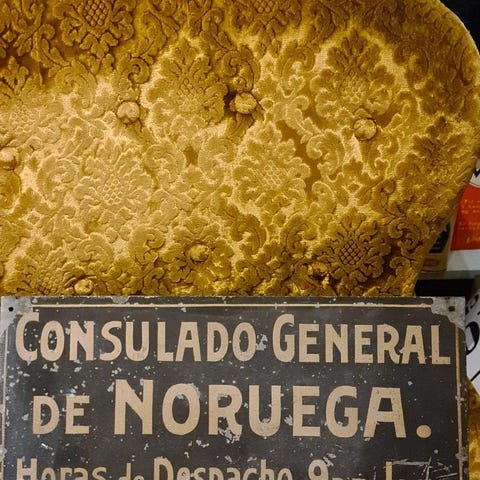 CONSULADO GENERAL
DE NORUEGA.
Horas de Despacho